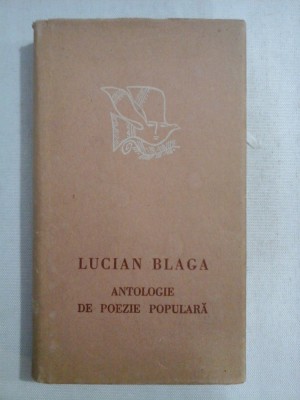 LUCIAN BLAGA
ANTOLOGIE
DE POEZIE POPULARĂ